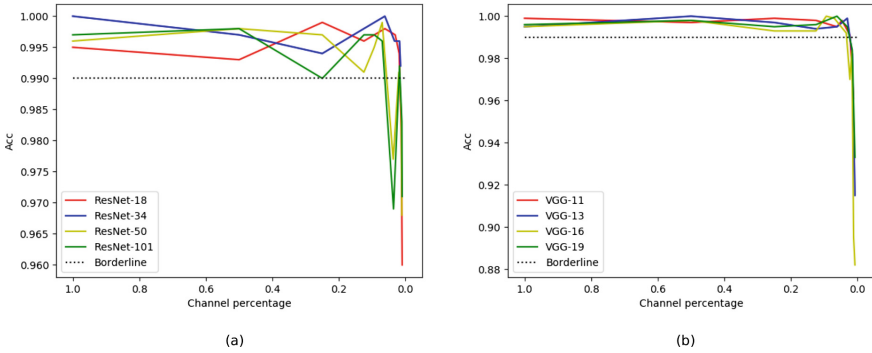 1.000
0.995
0.990
0.985
0.980
0.975
0.970
0.965
0.960
Acc
ResNet-18
ResNet-34
ResNet-50
ResNet-101
Borderline
1.0 0.8 0.6 0.4 0.2 0.0
Channel percentage
(a)
1.00
0.98
0.96
0.94
0.92
0.90
0.88
Acc
VGG-11
VGG-13
VGG-16
VGG-19
Borderline
1.0 0.8 0.6 0.4 0.2 0.0
Channel percentage
(b)